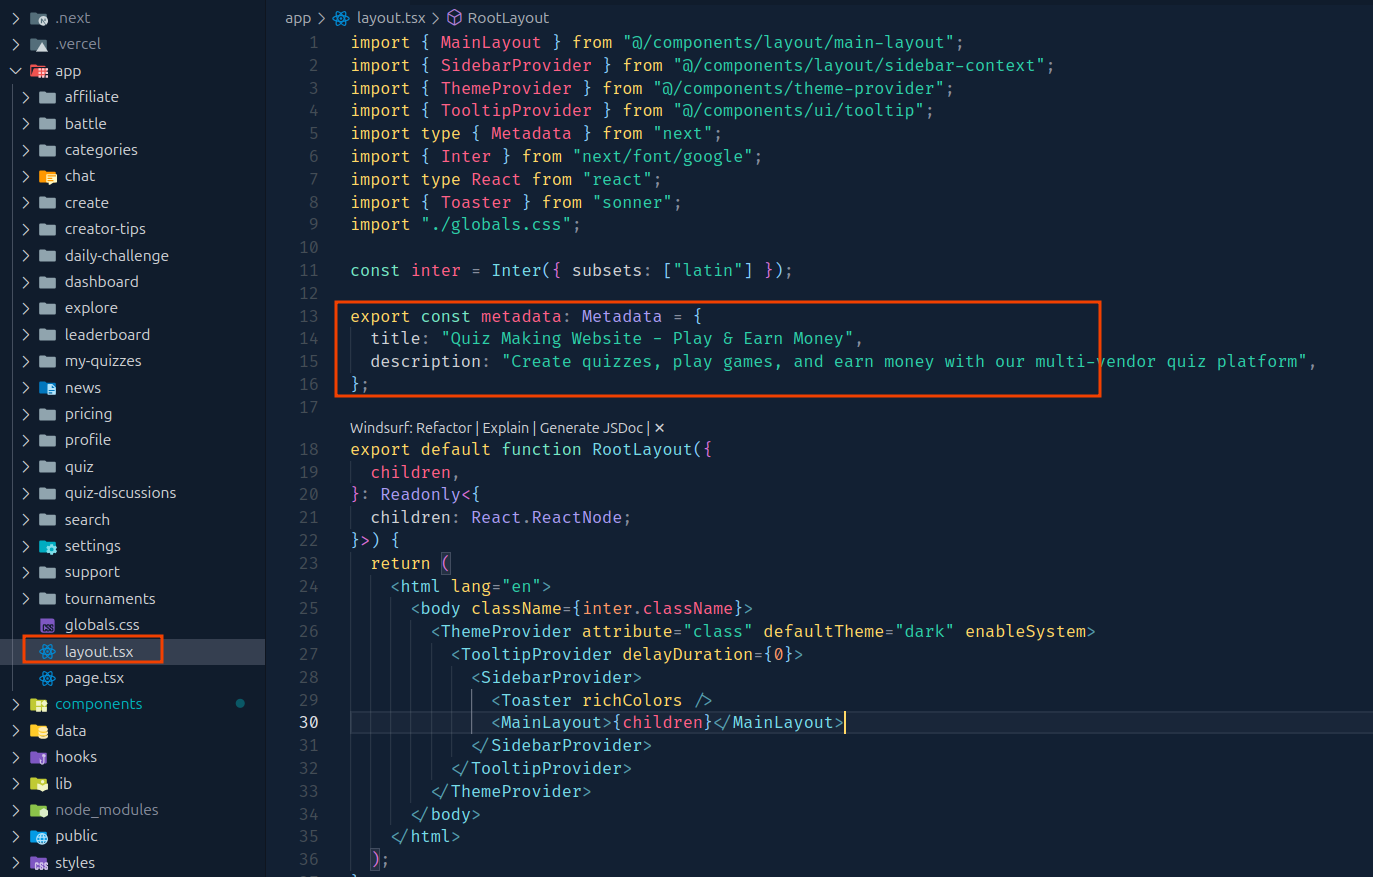 .next
.vercel
app
affiliate
battle
categories
chat
create
creator-tips
daily-challenge
dashboard
explore
leaderboard
my-quizzes
news
pricing
profile
quiz
quiz-discussions
search
settings
support
tournaments
globals.css
layout.tsx
page.tsx
components
data
hooks
lib
node_modules
public
styles
app > layout.tsx > RootLayout
1 import { MainLayout } from "@/components/layout/main-layout";
2 import { SidebarProvider } from "@/components/layout/sidebar-context";
3 import { ThemeProvider } from "@/components/theme-provider";
4 import { TooltipProvider } from "@/components/ui/tooltip";
5 import type { Metadata } from "next";
6 import { Inter } from "next/font/google";
7 import type React from "react";
8 import { Toaster } from "sonner";
9 import "./globals.css";
10
11 const inter = Inter({ subsets: ["latin"] });
12
13 export const metadata: Metadata = {
14 title: "Quiz Making Website - Play & Earn Money",
15 description: "Create quizzes, play games, and earn money with our multi-vendor quiz platform",
16 };
17
Windsurf: Refactor | Explain | Generate JSDoc | ✕
18 export default function RootLayout({
19 children,
20 }: Readonly<{
21 children: React.ReactNode;
22 }>) {
23 return (
24 <html lang="en">
25 <body className={inter.className}>
26 <ThemeProvider attribute="class" defaultTheme="dark" enableSystem>
27 <TooltipProvider delayDuration={0}>
28 <SidebarProvider>
29 <Toaster richColors />
30 <MainLayout>{children}</MainLayout>
31 </SidebarProvider>
32 </TooltipProvider>
33 </ThemeProvider>
34 </body>
35 </html>
36 );